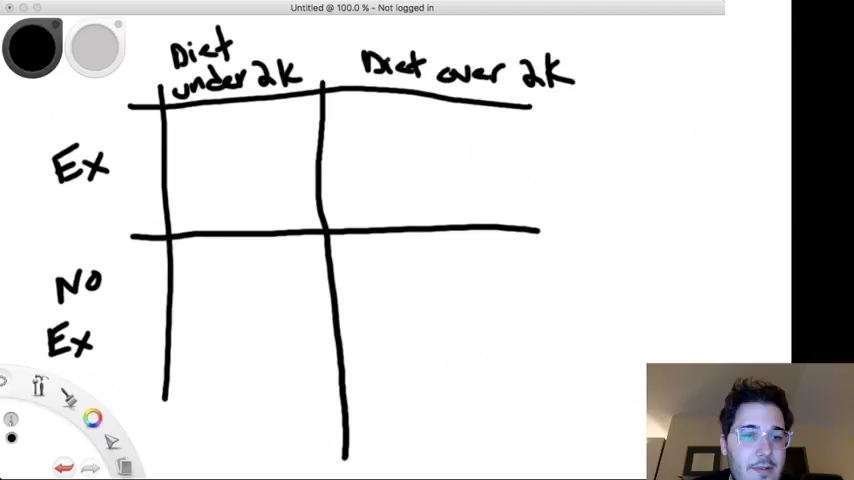 Untitled @ 100.0 % - Not logged in
Diet
under 2K
Diet over 2K
Ex
No
Ex